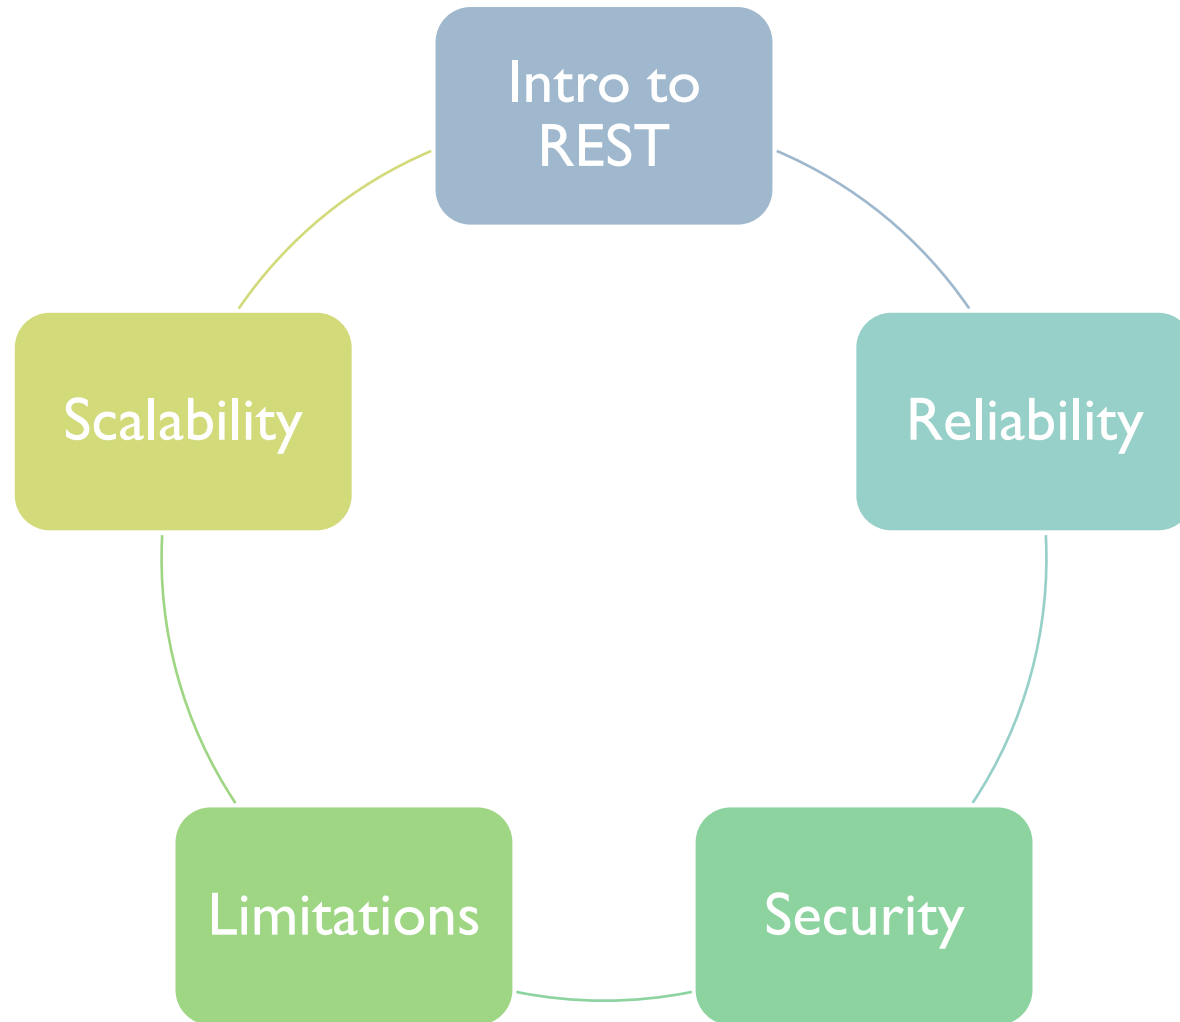 Intro to
REST
Reliability
Security
Limitations
Scalability